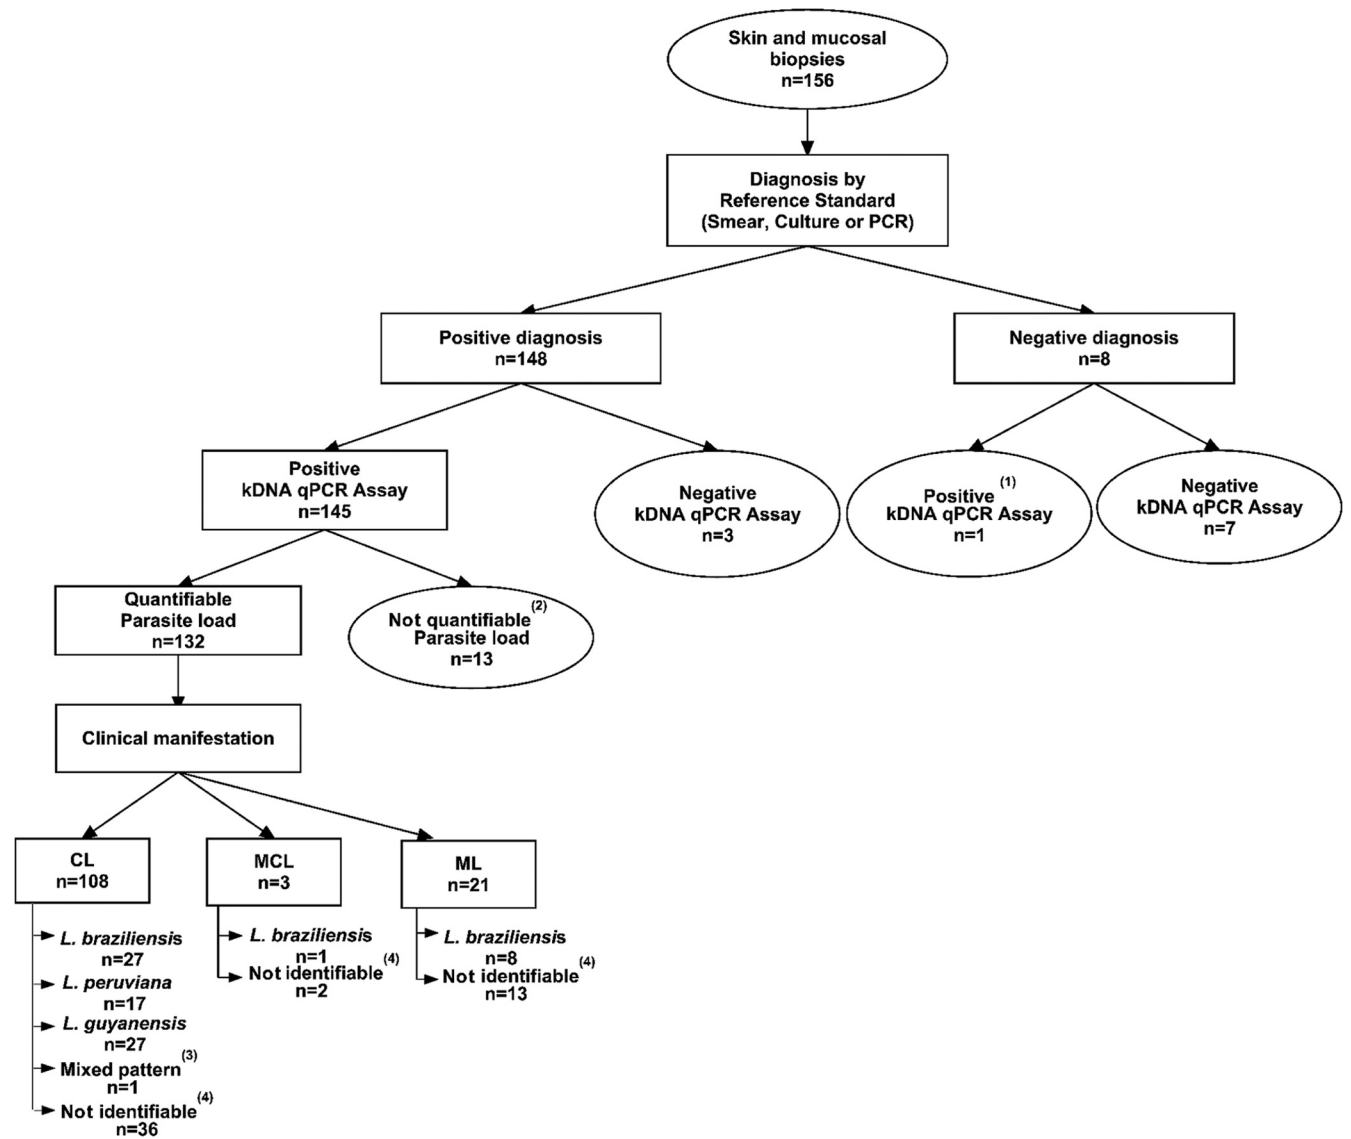 Skin and mucosal
biopsies
n=156
Diagnosis by
Reference Standard
(Smear, Culture or PCR)
Positive diagnosis
n=148
Negative diagnosis
n=8
Positive
kDNA qPCR Assay
n=145
Negative
kDNA qPCR Assay
n=3
Positive (1)
kDNA qPCR Assay
n=1
Negative
kDNA qPCR Assay
n=7
Quantifiable
Parasite load
n=132
Not quantifiable (2)
Parasite load
n=13
Clinical manifestation
CL
n=108
MCL
n=3
ML
n=21
L. braziliensis
n=27
L. peruviana
n=17
L. guyanensis
n=27
Mixed pattern (3)
n=1
Not identifiable (4)
n=36
L. braziliensis
n=1
Not identifiable (4)
n=2
L. braziliensis
n=8
Not identifiable (4)
n=13